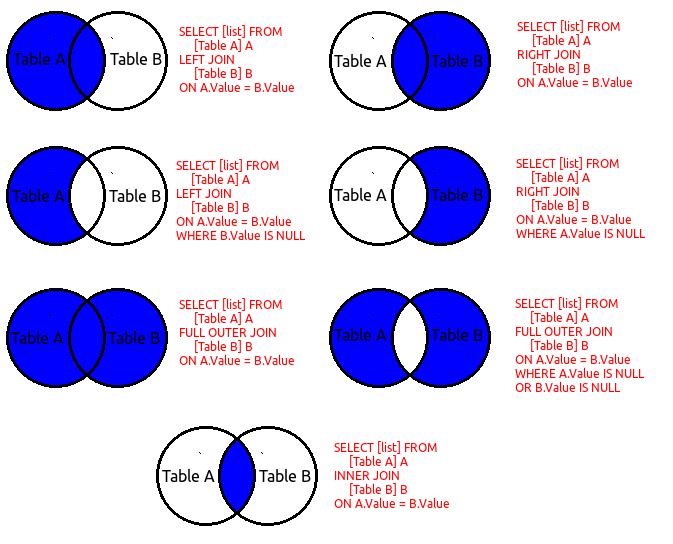 Table A
Table B
SELECT [list] FROM
[Table A] A
LEFT JOIN
[Table B] B
ON A.Value = B.Value
Table A
Table B
SELECT [list] FROM
[Table A] A
RIGHT JOIN
[Table B] B
ON A.Value = B.Value
Table A
Table B
SELECT [list] FROM
[Table A] A
LEFT JOIN
[Table B] B
ON A.Value = B.Value
WHERE B.Value IS NULL
Table A
Table B
SELECT [list] FROM
[Table A] A
RIGHT JOIN
[Table B] B
ON A.Value = B.Value
WHERE A.Value IS NULL
Table A
Table B
SELECT [list] FROM
[Table A] A
FULL OUTER JOIN
[Table B] B
ON A.Value = B.Value
Table A
Table B
SELECT [list] FROM
[Table A] A
FULL OUTER JOIN
[Table B] B
ON A.Value = B.Value
WHERE A.Value IS NULL
OR B.Value IS NULL
Table A
Table B
SELECT [list] FROM
[Table A] A
INNER JOIN
[Table B] B
ON A.Value = B.Value